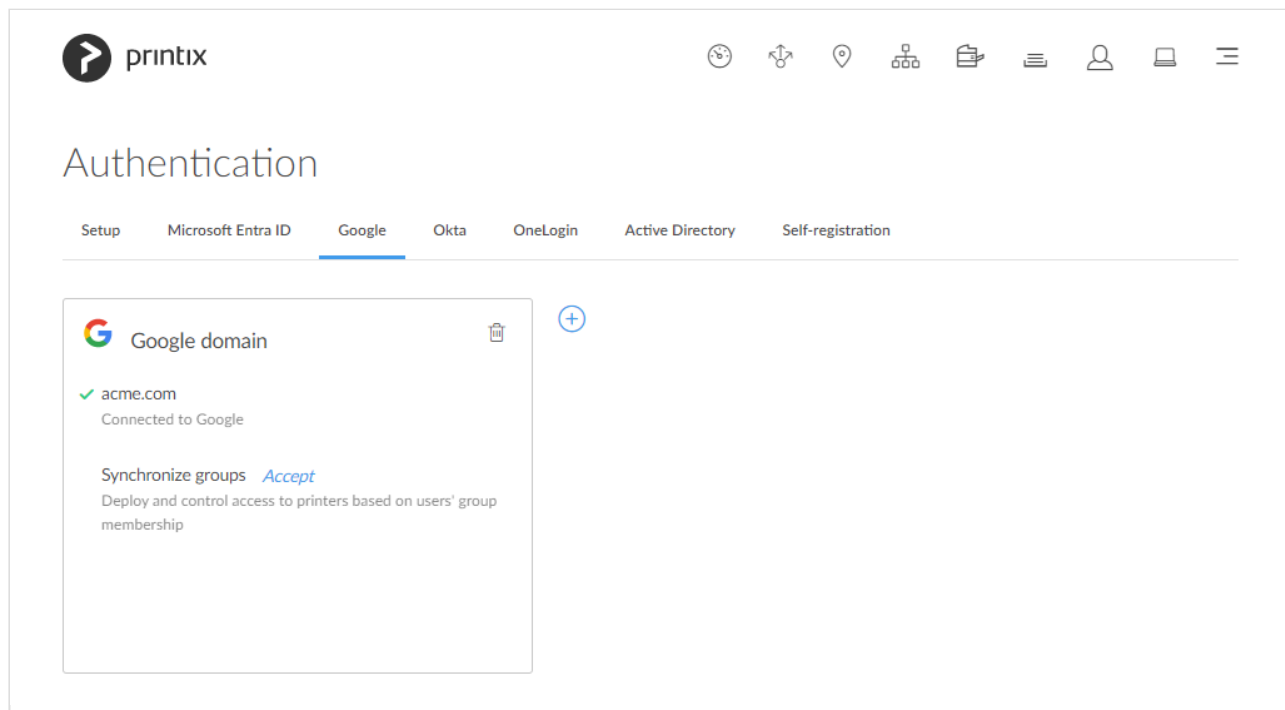 printix
Authentication
Setup Microsoft Entra ID Google Okta OneLogin Active Directory Self-registration
Google domain
acme.com
Connected to Google
Synchronize groups Accept
Deploy and control access to printers based on users' group
membership